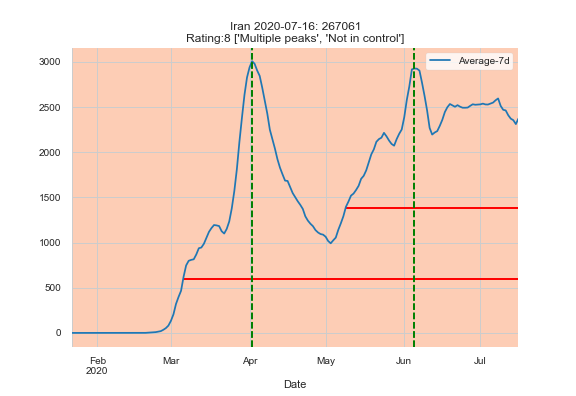 Iran 2020-07-16: 267061
Rating:8 ['Multiple peaks', 'Not in control']
Average-7d
3000
2500
2000
1500
1000
500
0
Feb Mar Apr May Jun Jul
2020
Date